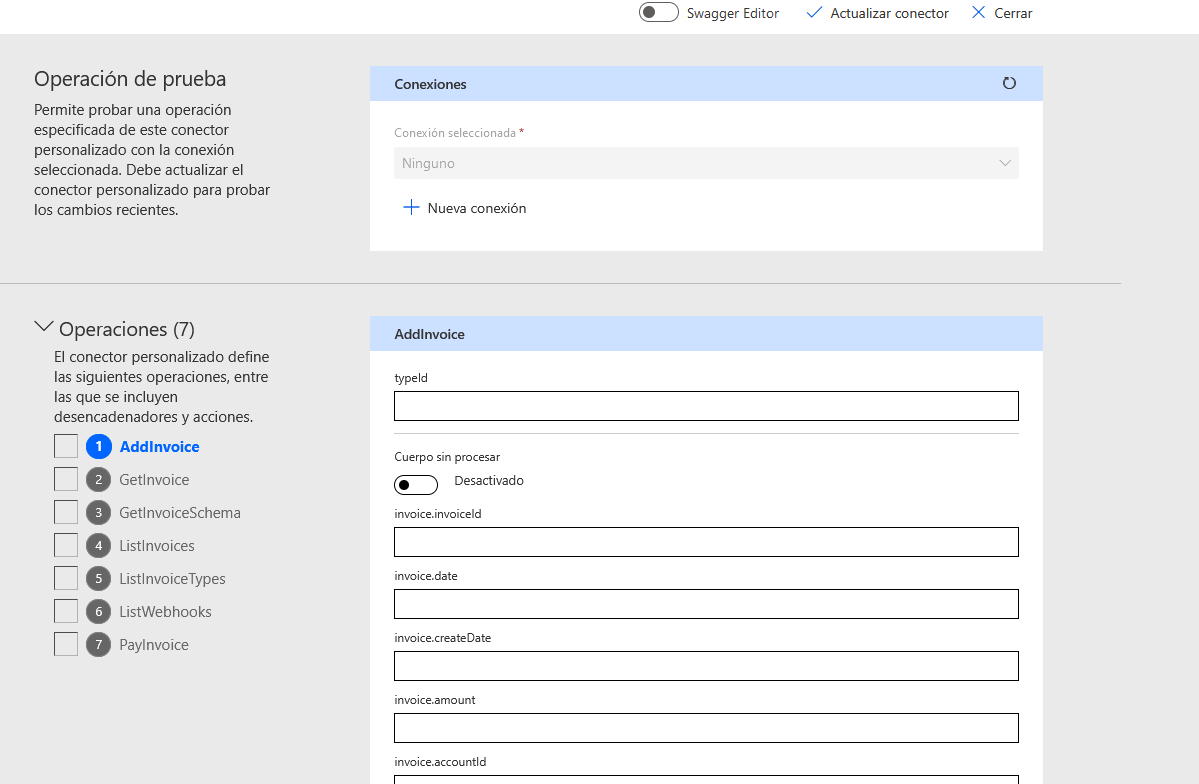 Swagger Editor
Actualizar conector
Cerrar
Operación de prueba
Permite probar una operación
especificada de este conector
personalizado con la conexión
seleccionada. Debe actualizar el
conector personalizado para probar
los cambios recientes.
Conexiones
Conexión seleccionada *
Ninguno
Nueva conexión
Operaciones (7)
El conector personalizado define
las siguientes operaciones, entre
las que se incluyen
desencadenadores y acciones.
1 AddInvoice
2 GetInvoice
3 GetInvoiceSchema
4 ListInvoices
5 ListInvoiceTypes
6 ListWebhooks
7 PayInvoice
AddInvoice
typeId
Cuerpo sin procesar
Desactivado
invoice.invoiceId
invoice.date
invoice.createDate
invoice.amount
invoice.accountId